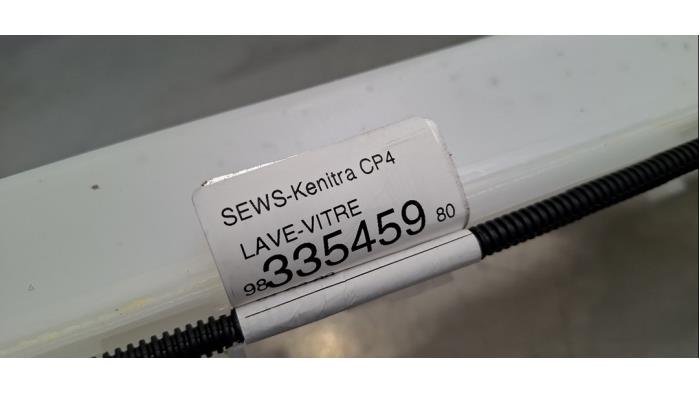 SEWS-Kenitra CP4
LAVE-VITRE
98 335459 80